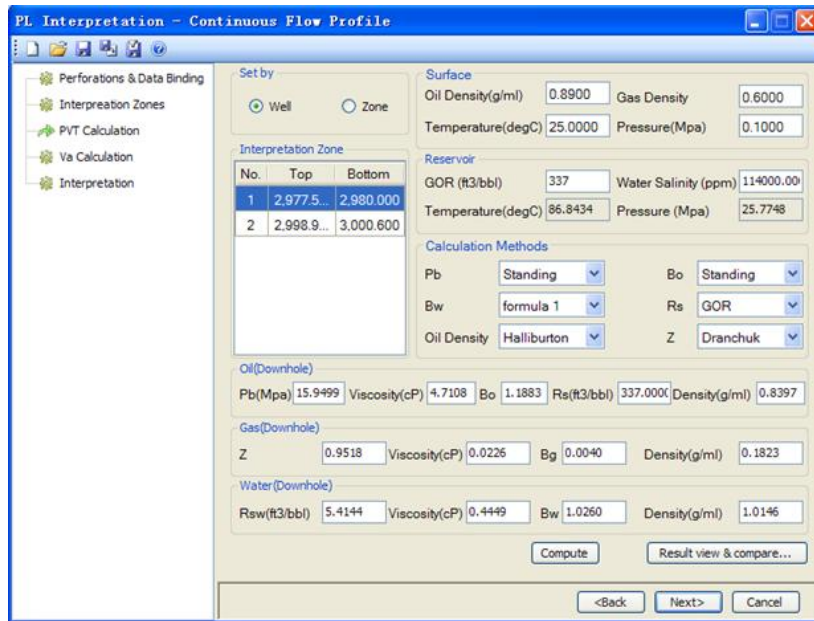 PL Interpretation - Continuous Flow Profile
Perforations & Data Binding
Interpreation Zones
PVT Calculation
Va Calculation
Interpretation
Set by
Well Zone
Interpretation Zone
No. Top Bottom
1 2,977.5... 2,980.000
2 2,998.9... 3,000.600
Surface
Oil Density(g/ml) 0.8900 Gas Density 0.6000
Temperature(degC) 25.0000 Pressure(Mpa) 0.1000
Reservoir
GOR (ft3/bbl) 337 Water Salinity (ppm) 114000.00
Temperature(degC) 86.8434 Pressure (Mpa) 25.7748
Calculation Methods
Pb Standing Bo Standing
Bw formula 1 Rs GOR
Oil Density Halliburton Z Dranchuk
Oil(Downhole)
Pb(Mpa) 15.9499 Viscosity(cP) 4.7108 Bo 1.1883 Rs(ft3/bbl) 337.000 Density(g/ml) 0.8397
Gas(Downhole)
Z 0.9518 Viscosity(cP) 0.0226 Bg 0.0040 Density(g/ml) 0.1823
Water(Downhole)
Rsw(ft3/bbl) 5.4144 Viscosity(cP) 0.4449 Bw 1.0260 Density(g/ml) 1.0146
Compute Result view & compare...
<Back Next> Cancel